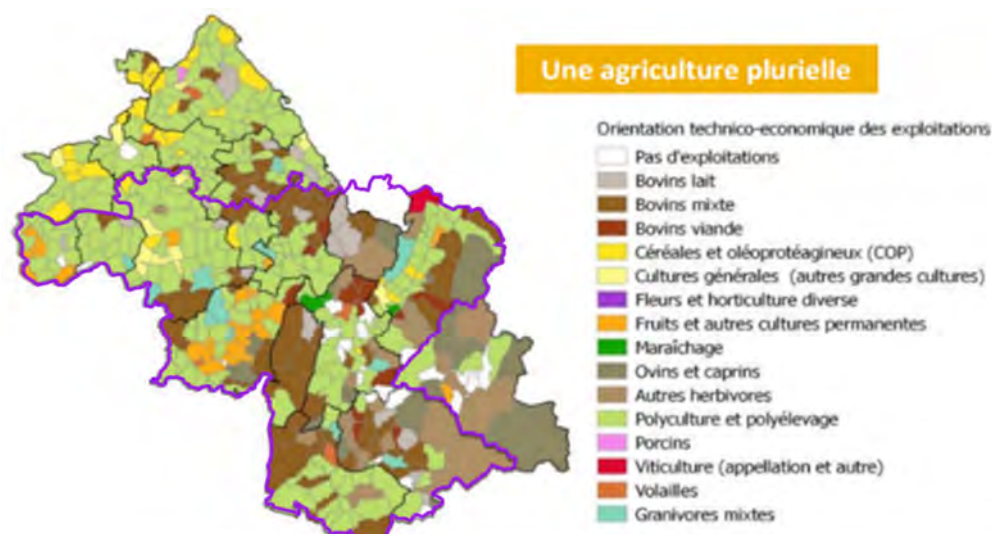 Une agriculture plurielle
Orientation technico-economique des exploitations
Pas d'exploitations
Bovins lait
Bovins mixte
Bovins viande
Céréales et oléoprotéagineux (COP)
Cultures générales (autres grandes cultures)
Fleurs et horticulture diverse
Fruits et autres cultures permanentes
Maraîchage
Ovins et caprins
Autres herbivores
Polyculture et polyélevage
Porcins
Viticulture (appellation et autre)
Volailles
Granivores mixtes